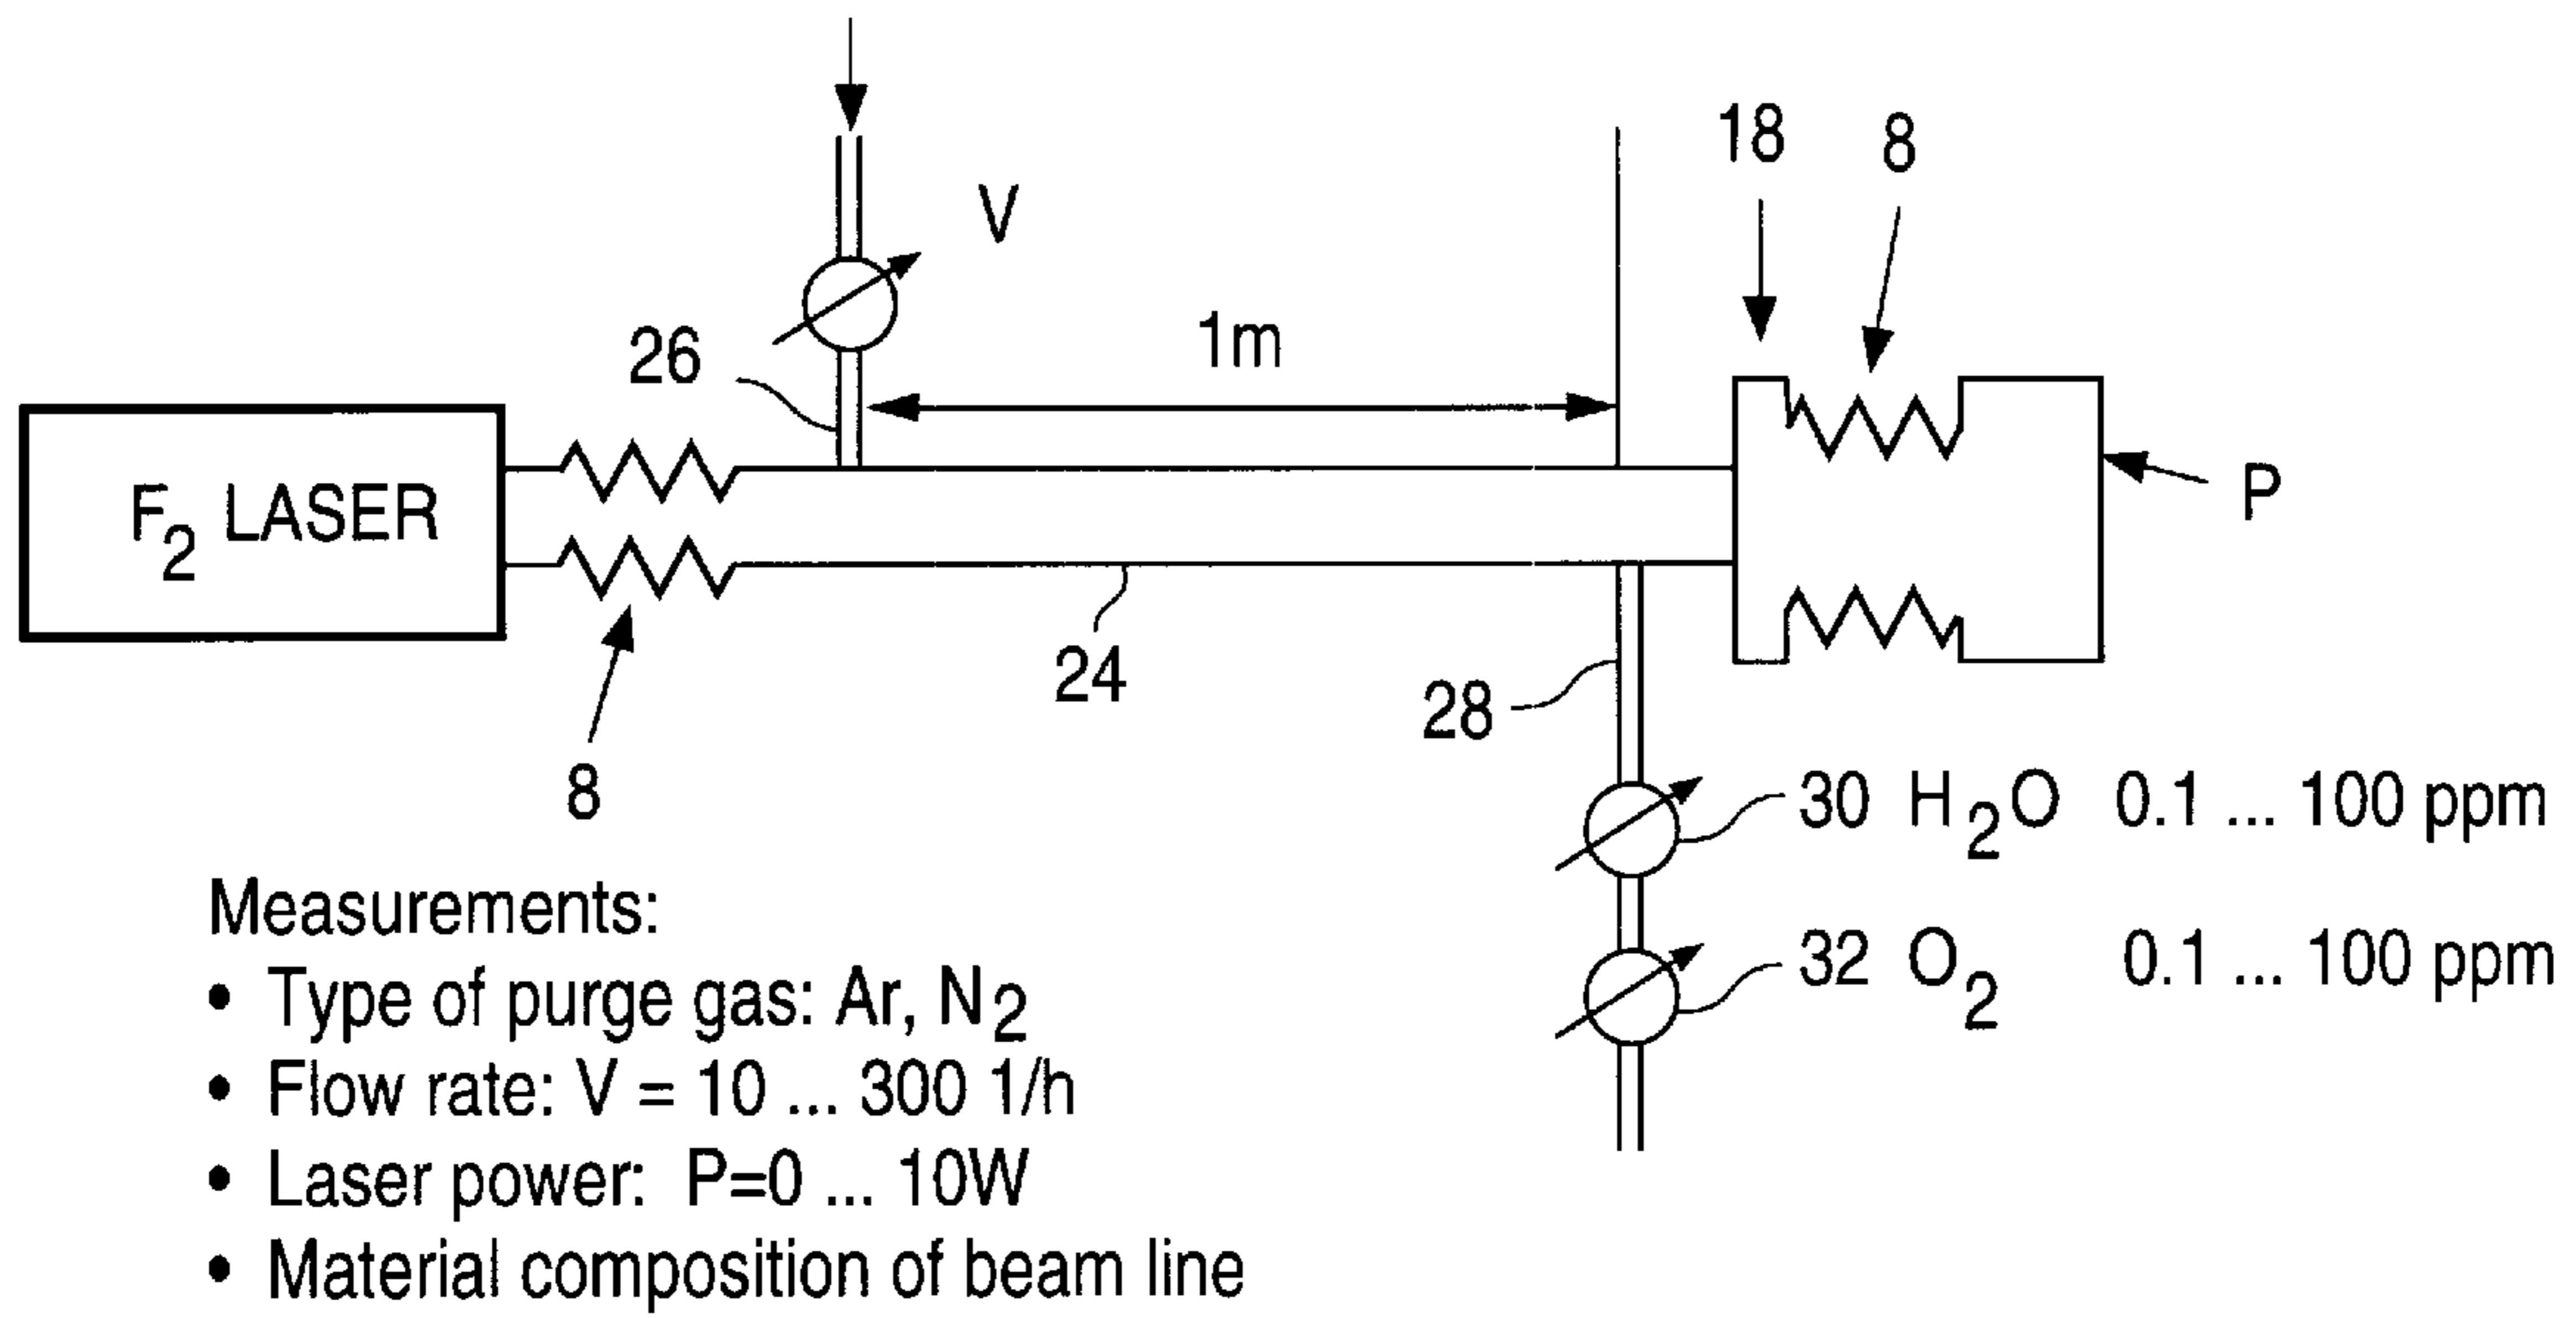 V
18
8
26
1m
F2 LASER
P
24
28
8
30 H2O 0.1 ... 100 ppm
32 O2 0.1 ... 100 ppm
Measurements:
• Type of purge gas: Ar, N2
• Flow rate: V = 10 ... 300 1/h
• Laser power: P=0 ... 10W
• Material composition of beam line